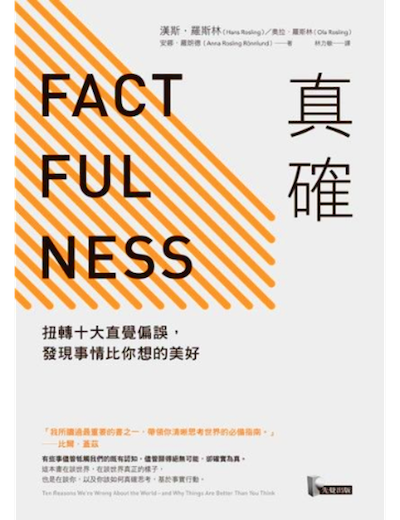 漢斯・羅斯林(Hans Rosling)/奧拉・羅斯林(Ola Rosling)
安娜・羅朗德(Anna Rosling Rönnlund)——著 林力敏——譯
FACT
FUL
NESS
真
確
扭轉十大直覺偏誤,
發現事情比你想的美好
「我所讀過最重要的書之一,帶領你清晰思考世界的必備指南。」
——比爾・蓋茲
有些事儘管牴觸我們的既有認知,儘管顯得絕無可能,卻確實為真。
這本書在談世界,在談世界真正的樣子,
也是在談你,以及你該如何真確思考,基於事實行動。
Ten Reasons We're Wrong About the World—and Why Things Are Better Than You Think
先覺出版